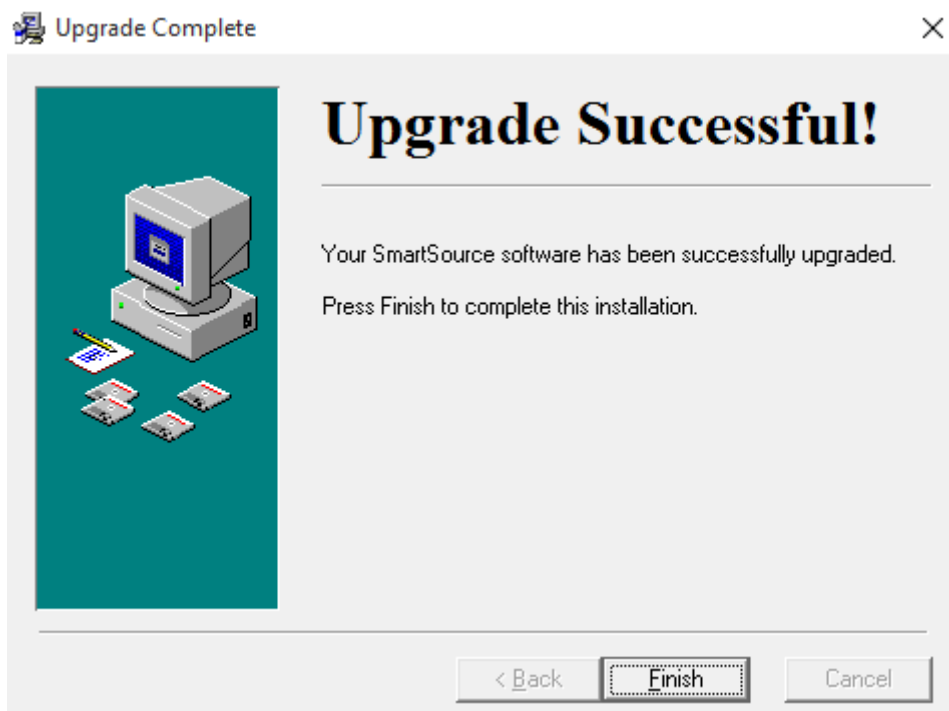 Upgrade Complete
Upgrade Successful!
Your SmartSource software has been successfully upgraded.
Press Finish to complete this installation.
< Back
Finish
Cancel